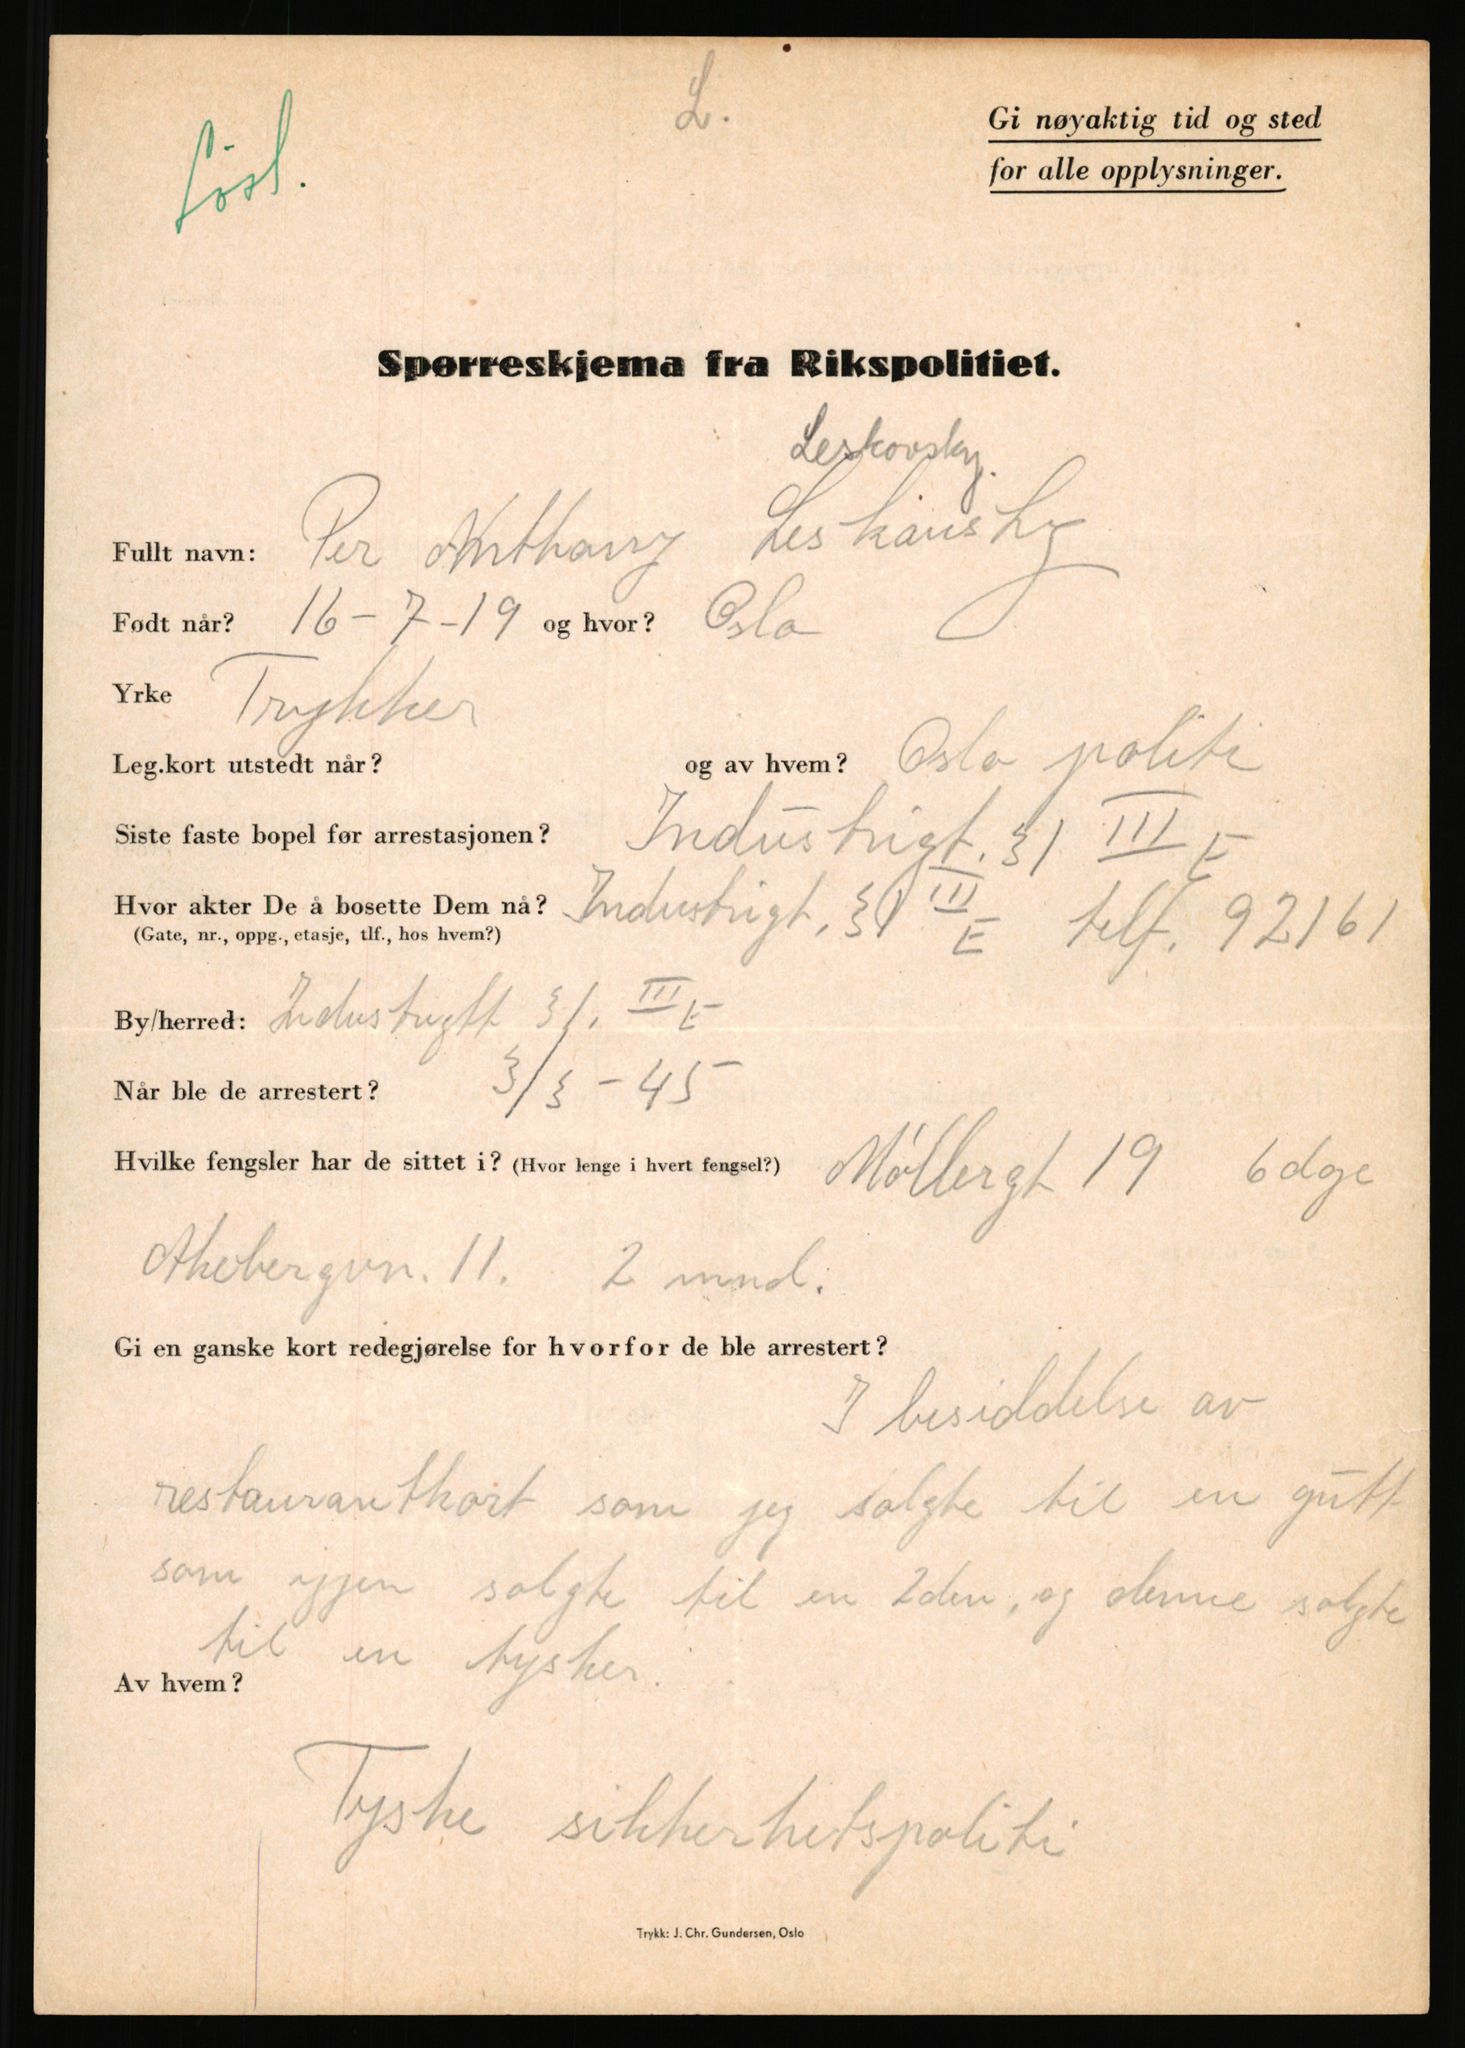 L.
Løsl.
Gi nøyaktig tid og sted
for alle opplysninger.
Spørreskjema fra Rikspolitiet.
Leskovsky.
Fullt navn: Per Anthony Leskausky
Født når? 16-7-19 og hvor? Oslo
Yrke Trykker
Leg.kort utstedt når? og av hvem? Oslo politi
Siste faste bopel før arrestasjonen? Industrigt. 31 III E
Hvor akter De å bosette Dem nå? Industrigt. 31 III E telf. 92161
(Gate, nr., oppg., etasje, tlf., hos hvem?)
By/herred: Industrigt 31. III E
Når ble de arrestert? 3/3-45
Hvilke fengsler har de sittet i? (Hvor lenge i hvert fengsel?) Møllergt 19 6 dge
Akebergvn. 11. 2 mnd.
Gi en ganske kort redegjørelse for hvorfor de ble arrestert?
I besiddelse av
restaurantkort som jeg solgte til en gutt
som igjen solgte til en 2den, og denne solgte
til en tysker.
Av hvem?
Tyske sikkerhetspoliti
Trykk: J. Chr. Gundersen, Oslo